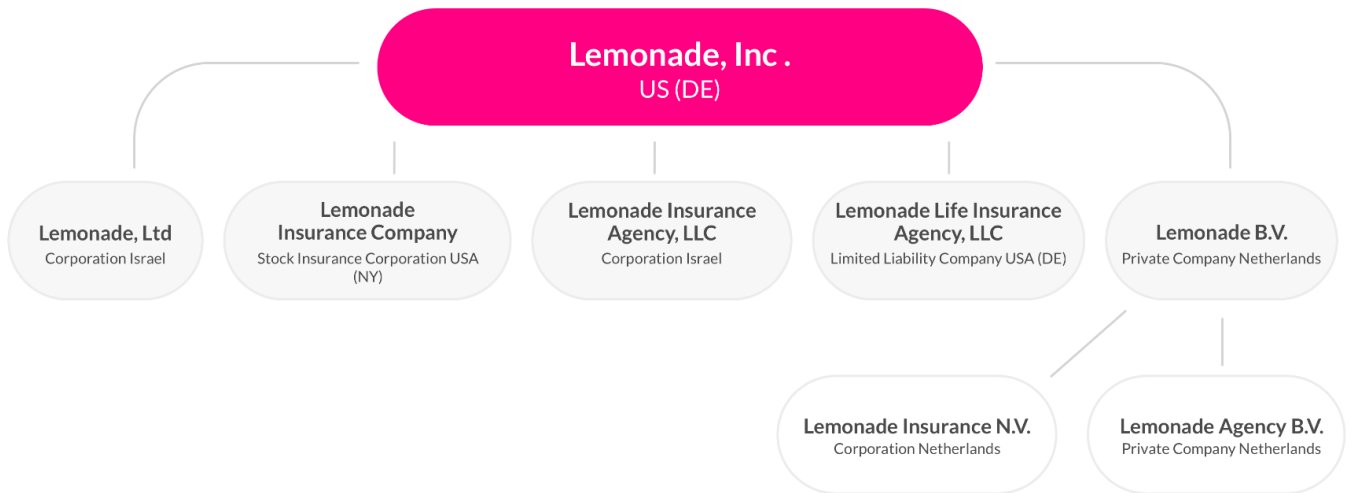 Lemonade, Inc .
US (DE)
Lemonade, Ltd
Corporation Israel
Lemonade
Insurance Company
Stock Insurance Corporation USA
(NY)
Lemonade Insurance
Agency, LLC
Corporation Israel
Lemonade Life Insurance
Agency, LLC
Limited Liability Company USA (DE)
Lemonade B.V.
Private Company Netherlands
Lemonade Insurance N.V.
Corporation Netherlands
Lemonade Agency B.V.
Private Company Netherlands